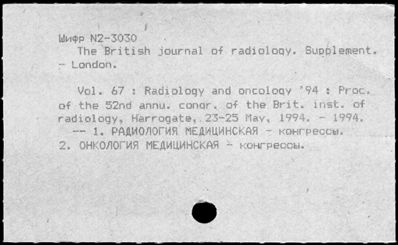 Шифр N2-3030
The British journal of radiology. Supplement.
- London.
Vol. 67 : Radiology and oncology '94 : Proc.
of the 52nd annu. congr. of the Brit. inst. of
radiology, Harrogate, 23-25 May, 1994. - 1994.
-- 1. РАДИОЛОГИЯ МЕДИЦИНСКАЯ - конгрессы.
2. ОНКОЛОГИЯ МЕДИЦИНСКАЯ - конгрессы.